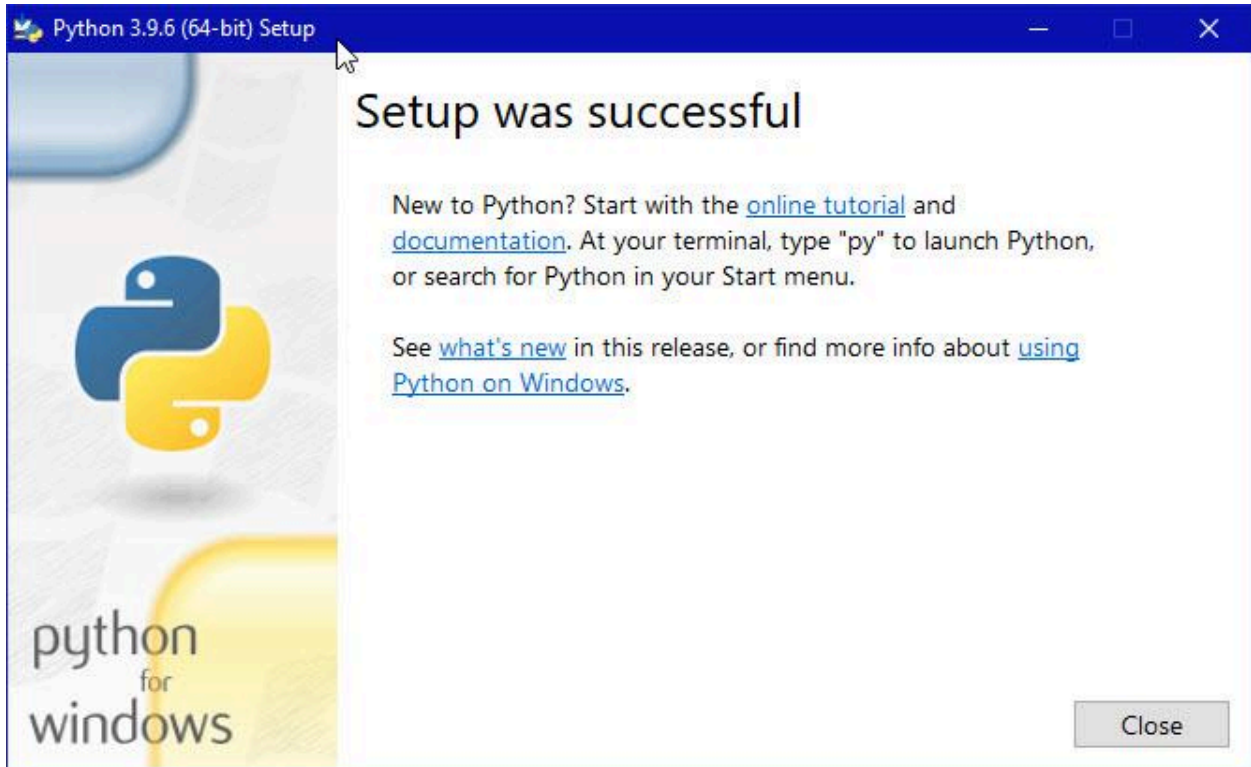 Python 3.9.6 (64-bit) Setup
Setup was successful
New to Python? Start with the online tutorial and
documentation. At your terminal, type "py" to launch Python,
or search for Python in your Start menu.
See what's new in this release, or find more info about using
Python on Windows.
python
for
windows
Close